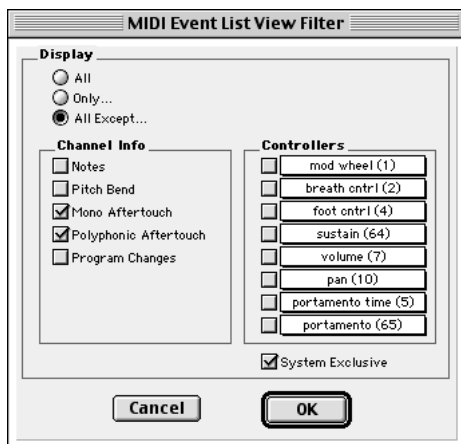 MIDI Event List View Filter
Display
All
Only...
All Except...
Channel Info
Notes
Pitch Bend
Mono Aftertouch
Polyphonic Aftertouch
Program Changes
Controllers
mod wheel (1)
breath cntrl (2)
foot cntrl (4)
sustain (64)
volume (7)
pan (10)
portamento time (5)
portamento (65)
System Exclusive
Cancel
OK